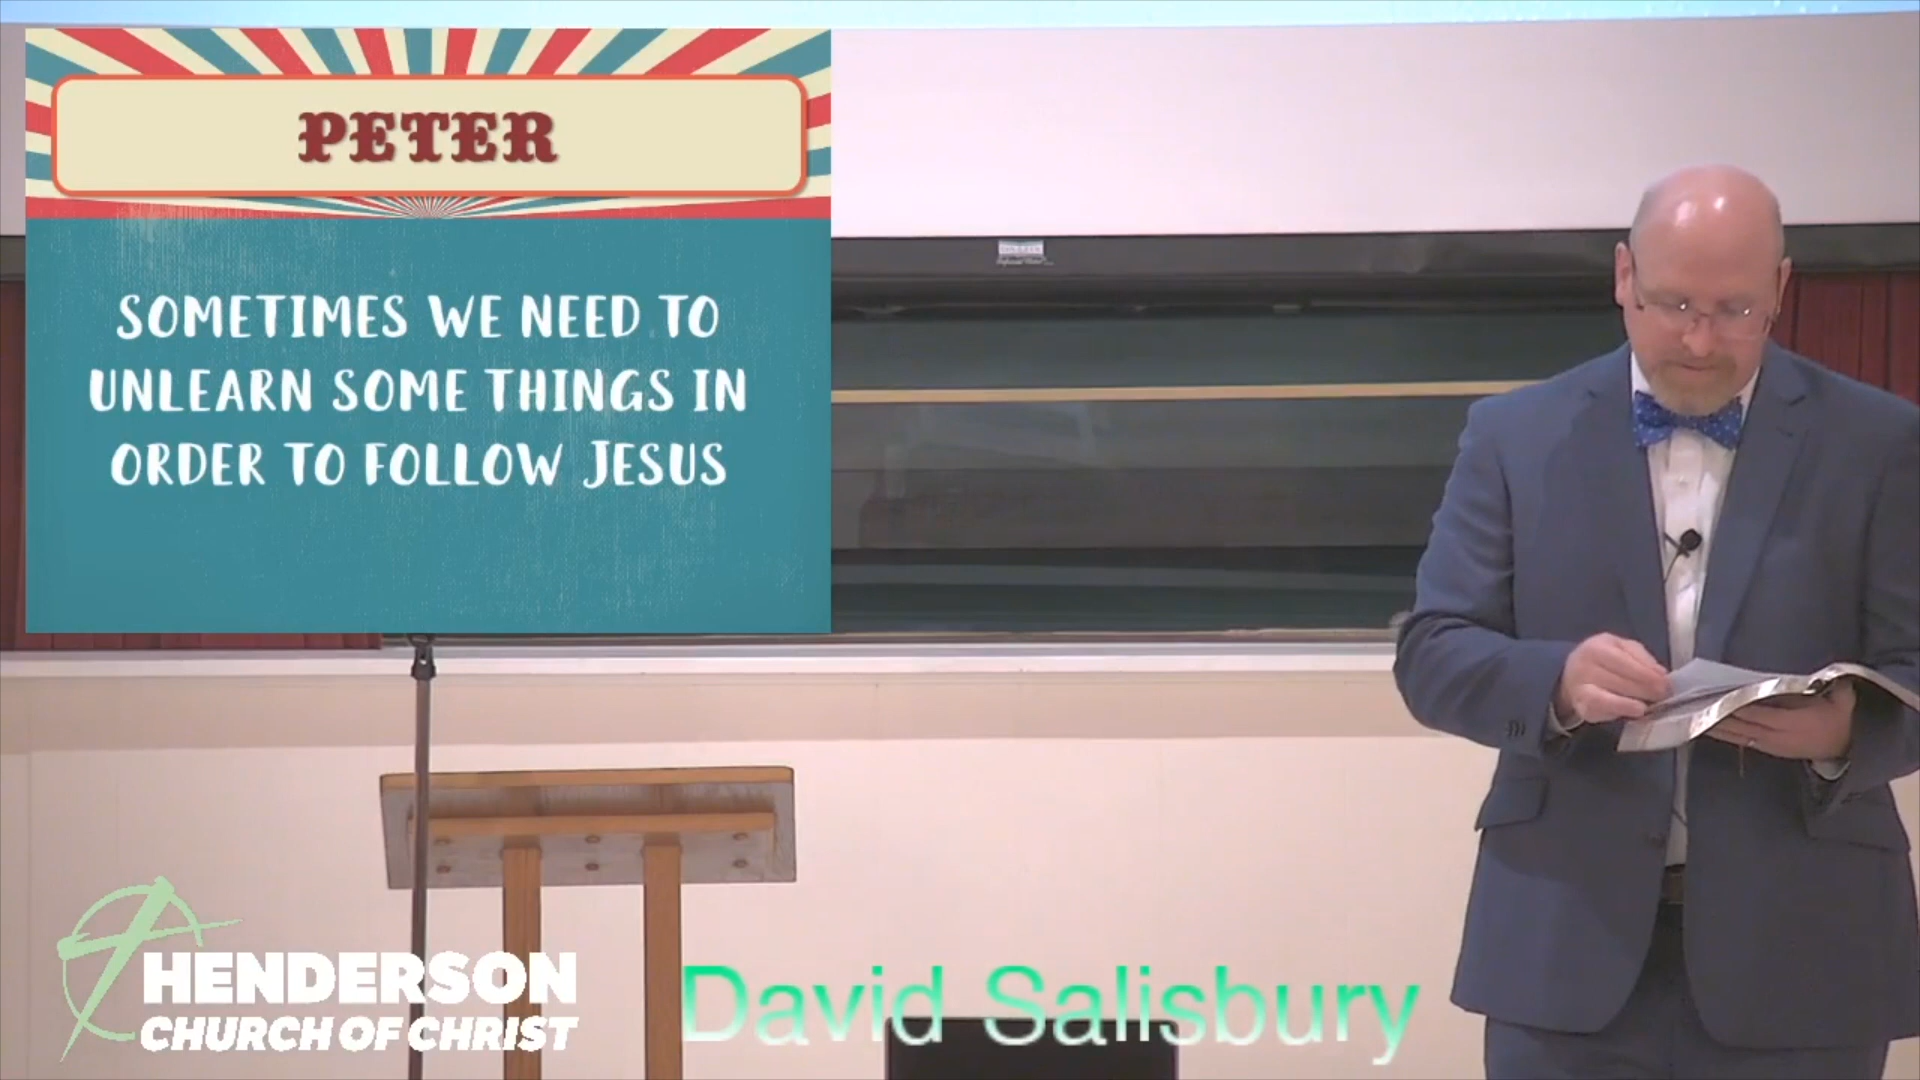 PETER
SOMETIMES WE NEED TO
UNLEARN SOME THINGS IN
ORDER TO FOLLOW JESUS
HENDERSON
CHURCH OF CHRIST
David Salisbury